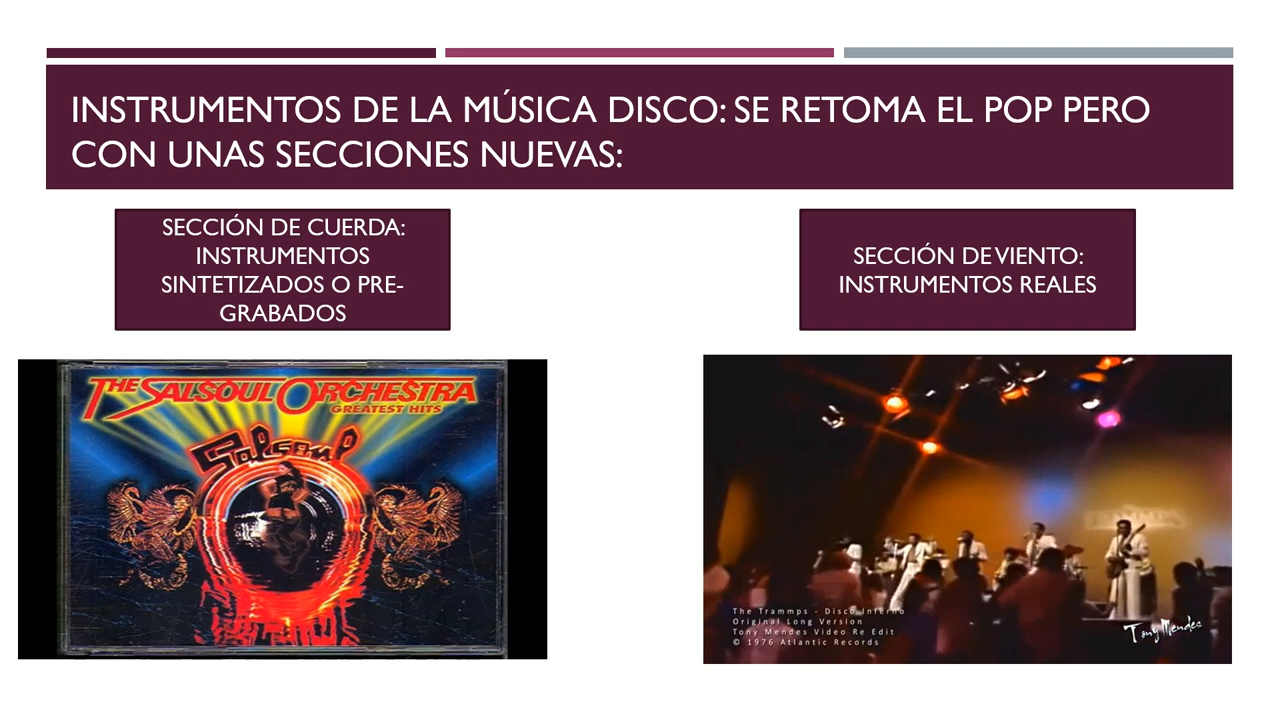 INSTRUMENTOS DE LA MÚSICA DISCO: SE RETOMA EL POP PERO
CON UNAS SECCIONES NUEVAS:
SECCIÓN DE CUERDA:
INSTRUMENTOS
SINTETIZADOS O PRE-
GRABADOS
SECCIÓN DE VIENTO:
INSTRUMENTOS REALES
THE SALSOUL ORCHESTRA
GREATEST HITS
Salsoul
TRAMMPS
The Trammps - Disco Inferno
Original Long Version
Tony Mendes Video Re Edit
© 1976 Atlantic Records
Tony Mendes